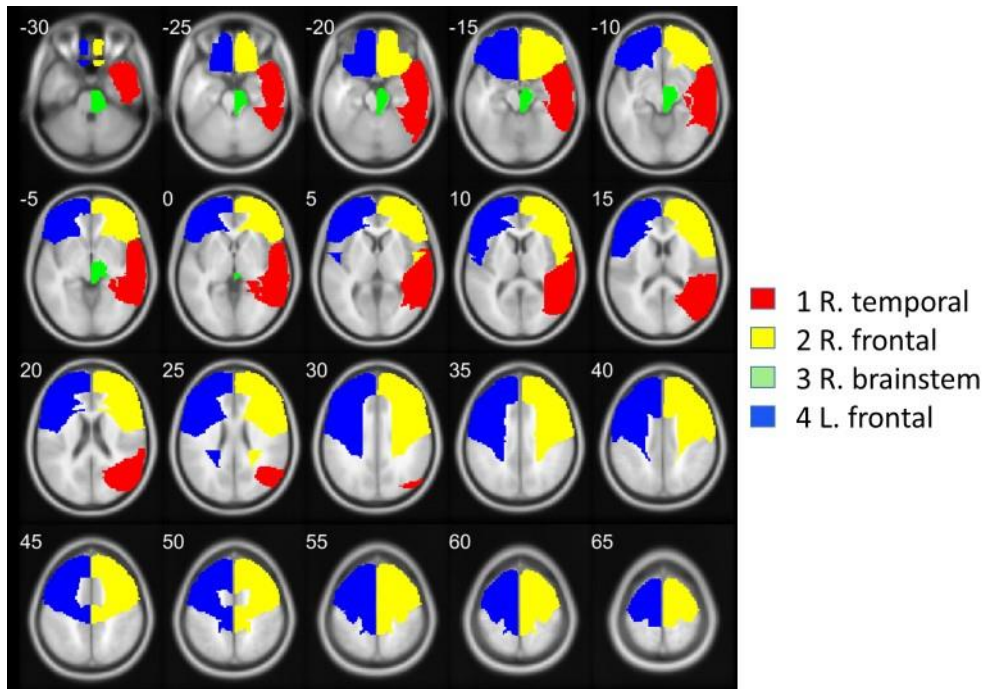 -30 -25 -20 -15 -10
-5 0 5 10 15
20 25 30 35 40
45 50 55 60 65
1 R. temporal
2 R. frontal
3 R. brainstem
4 L. frontal